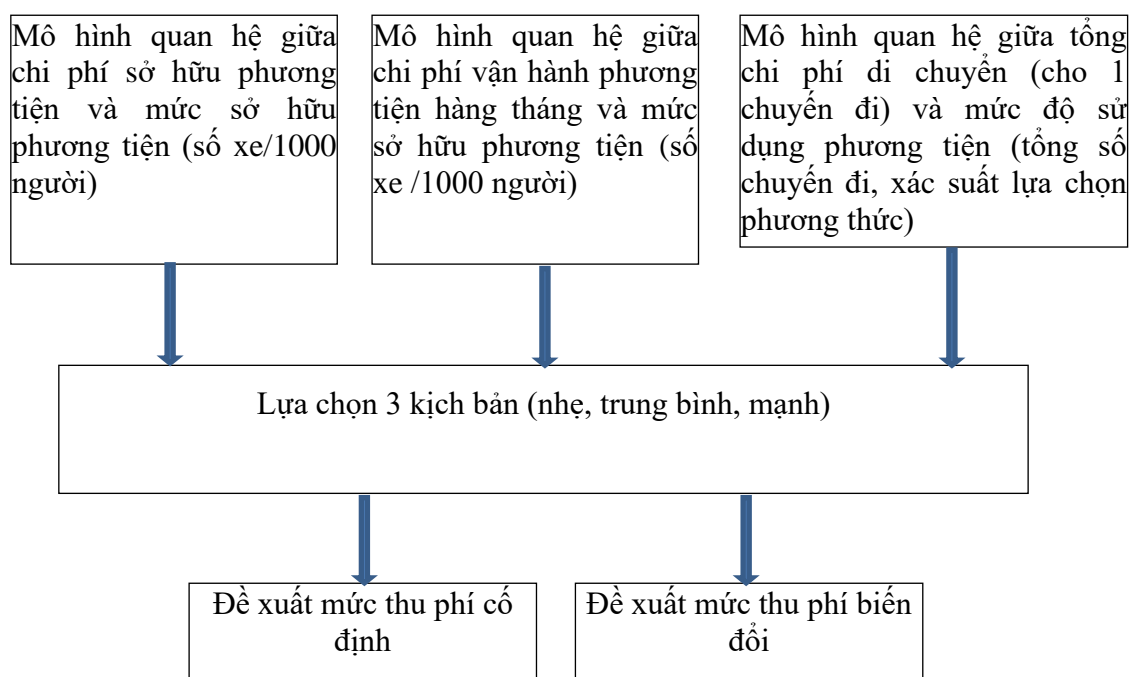 Mô hình quan hệ giữa
chi phí sở hữu phương
tiện và mức sở hữu
phương tiện (số xe/1000
người)
Mô hình quan hệ giữa
chi phí vận hành phương
tiện hàng tháng và mức
sở hữu phương tiện (số
xe /1000 người)
Mô hình quan hệ giữa tổng
chi phí di chuyển (cho 1
chuyến đi) và mức độ sử
dụng phương tiện (tổng số
chuyến đi, xác suất lựa chọn
phương thức)
Lựa chọn 3 kịch bản (nhẹ, trung bình, mạnh)
Đề xuất mức thu phí cố
định
Đề xuất mức thu phí biến
đổi